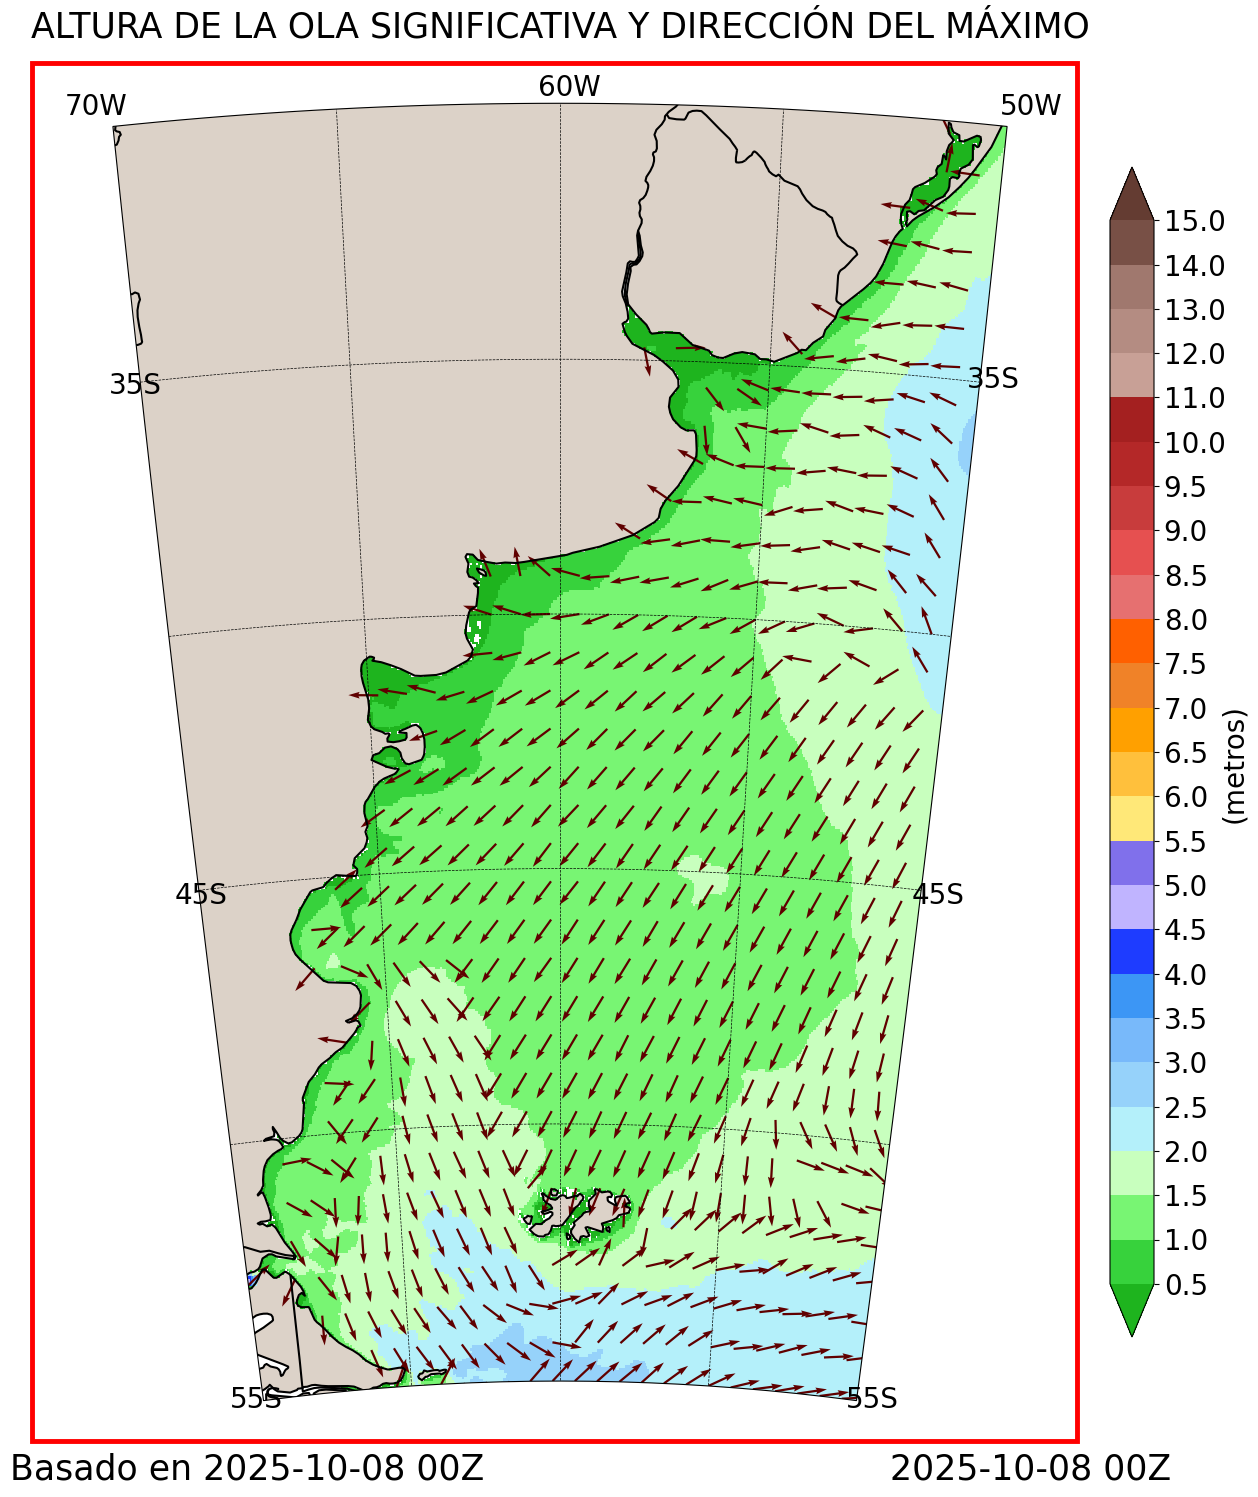 ALTURA DE LA OLA SIGNIFICATIVA Y DIRECCIÓN DEL MÁXIMO
70W
60W
50W
35S
35S
45S
45S
55S
55S
15.0
14.0
13.0
12.0
11.0
10.0
9.5
9.0
8.5
8.0
7.5
7.0
6.5
6.0
5.5
5.0
4.5
4.0
3.5
3.0
2.5
2.0
1.5
1.0
0.5
(metros)
Basado en 2025-10-08 00Z
2025-10-08 00Z